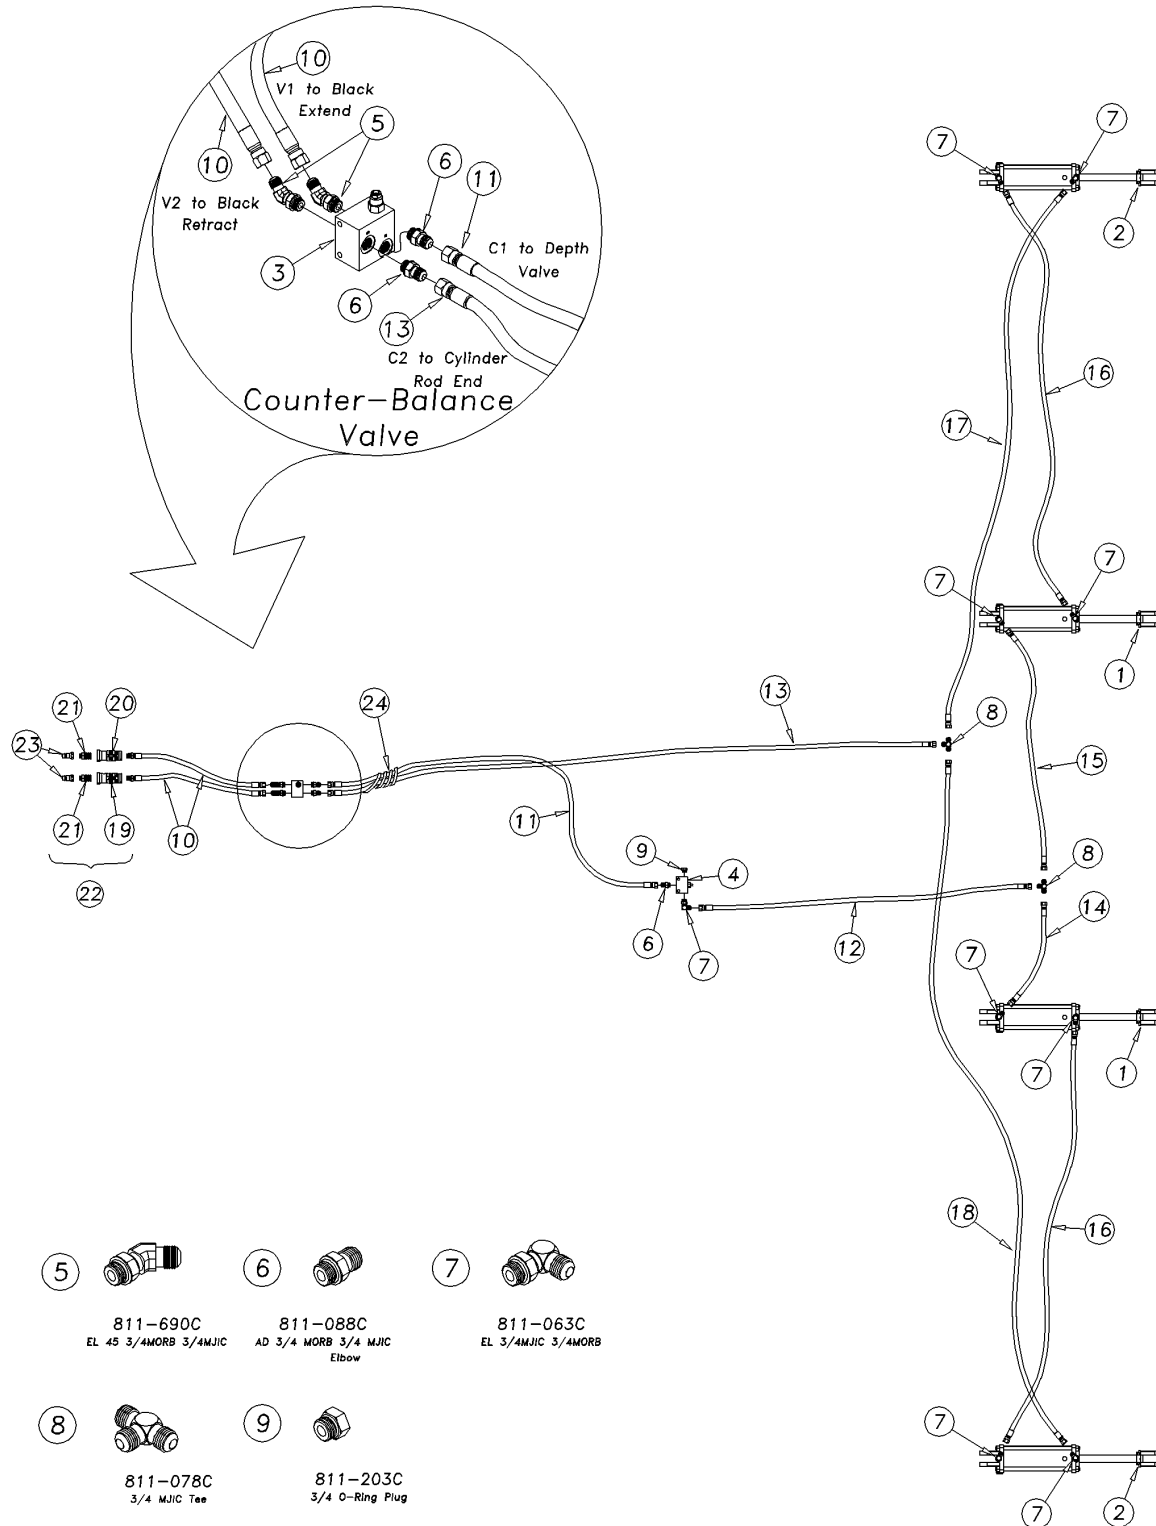 10
V1 to Black
Extend
5
10
6
11
V2 to Black
Retract
C1 to Depth
Valve
3
6
13
C2 to Cylinder
Rod End
Counter-Balance
Valve
7
7
2
16
17
7
7
1
13
8
21
20
24
23
15
21
19
10
11
22
9
4
8
6
7
12
14
7
7
1
18
16
5
6
7
811-690C
EL 45 3/4MORB 3/4MJIC
811-088C
AD 3/4 MORB 3/4 MJIC
Elbow
811-063C
EL 3/4MJIC 3/4MORB
8
9
7
811-078C
3/4 MJIC Tee
811-203C
3/4 O-Ring Plug
7
2